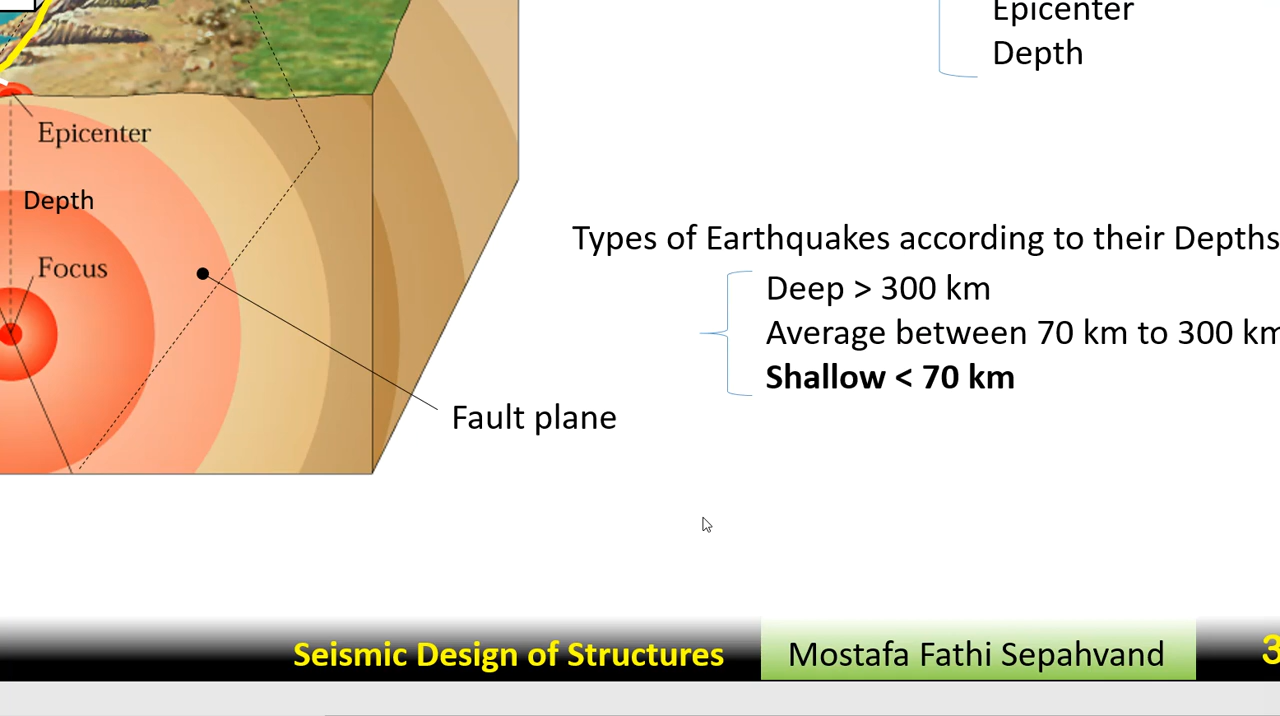 Epicenter
Depth
Epicenter
Depth
Focus
Types of Earthquakes according to their Depths
Deep > 300 km
Average between 70 km to 300 km
Shallow < 70 km
Fault plane
Seismic Design of Structures
Mostafa Fathi Sepahvand
3